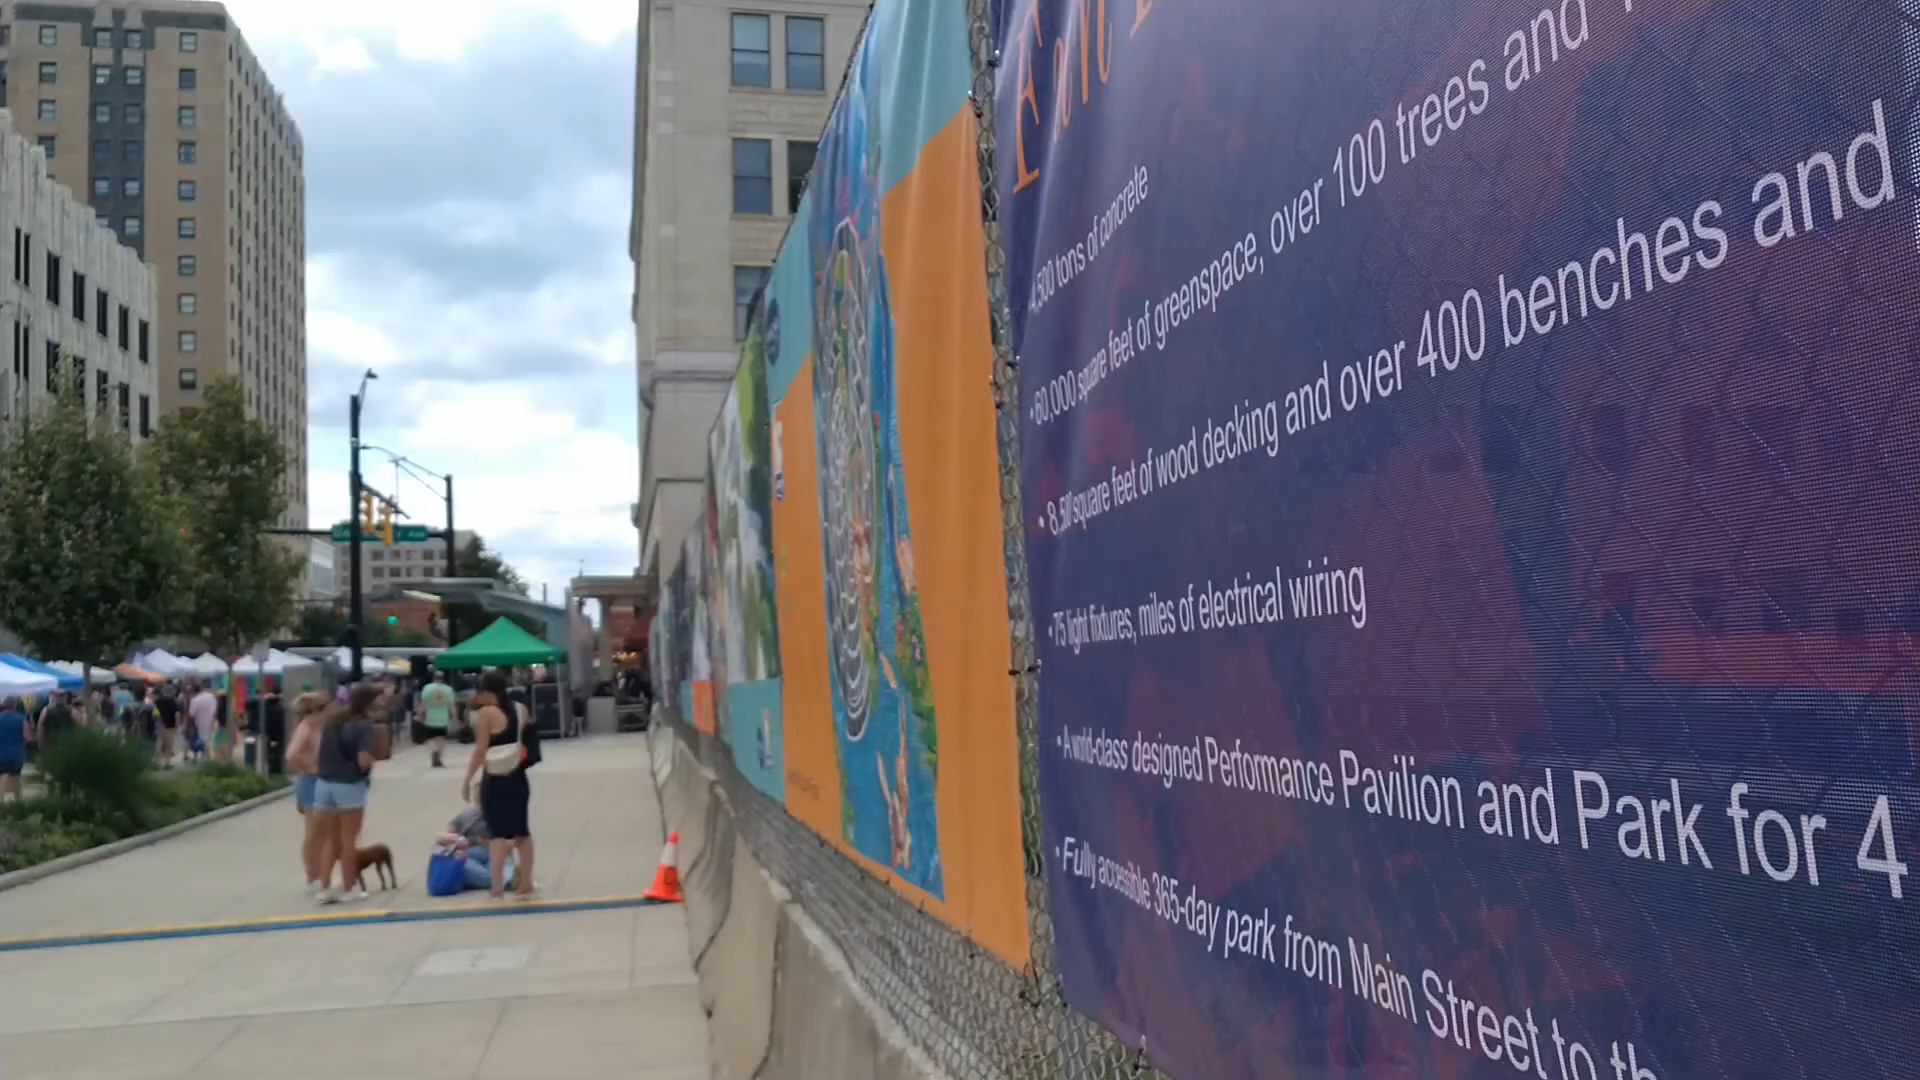 Fun
4,500 tons of concrete
•60,000 square feet of greenspace, over 100 trees and
• 8,500 square feet of wood decking and over 400 benches and
•75 light fixtures, miles of electrical wiring
•A world-class designed Performance Pavilion and Park for 4
• Fully accessible 365-day park from Main Street to th